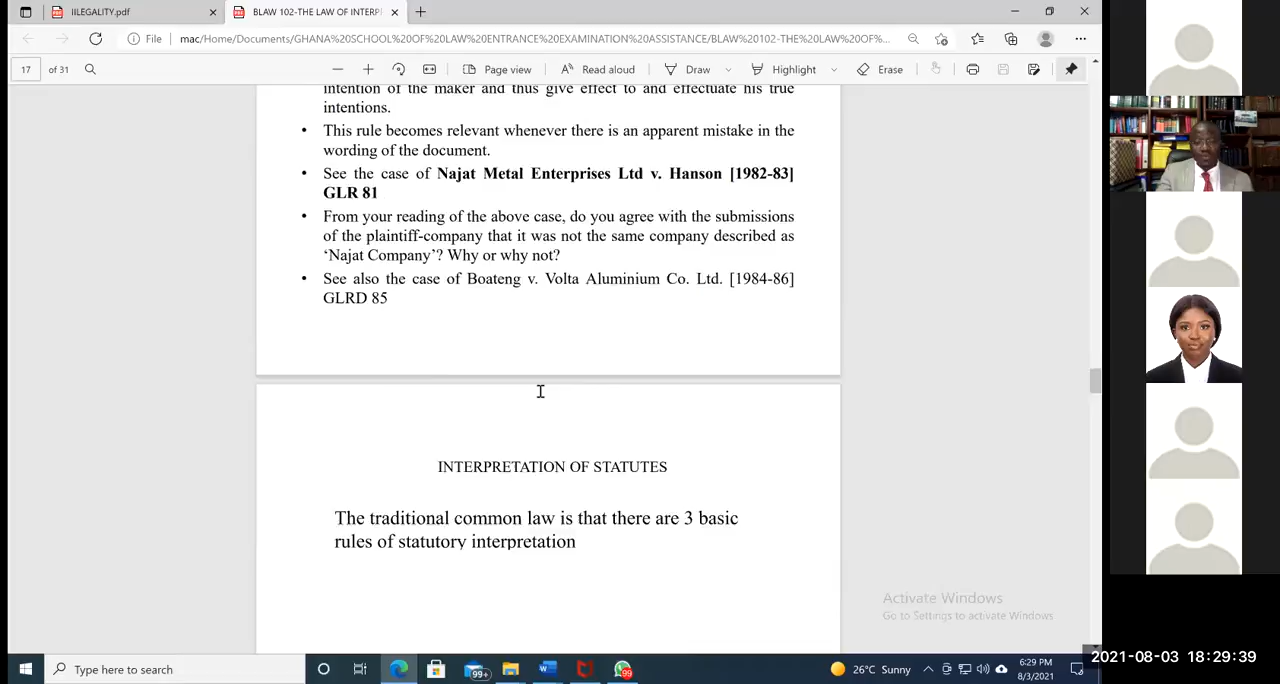 IILEGALITY.pdf
BLAW 102-THE LAW OF INTERPR
File
mac/Home/Documents/GHANA%20SCHOOL%20OF%20LAW%20ENTRANCE%20EXAMINATION%20ASSISTANCE/BLAW%20102-THE%20LAW%20OF%...
17 of 31
Page view
Read aloud
Draw
Highlight
Erase
intention of the maker and thus give effect to and effectuate his true
intentions.
• This rule becomes relevant whenever there is an apparent mistake in the
wording of the document.
• See the case of Najat Metal Enterprises Ltd v. Hanson [1982-83]
GLR 81
• From your reading of the above case, do you agree with the submissions
of the plaintiff-company that it was not the same company described as
‘Najat Company’? Why or why not?
• See also the case of Boateng v. Volta Aluminium Co. Ltd. [1984-86]
GLRD 85
INTERPRETATION OF STATUTES
The traditional common law is that there are 3 basic
rules of statutory interpretation
Activate Windows
Go to Settings to activate Windows
Type here to search
99+
99
26°C Sunny
6:29 PM
8/3/2021
2021-08-03 18:29:39